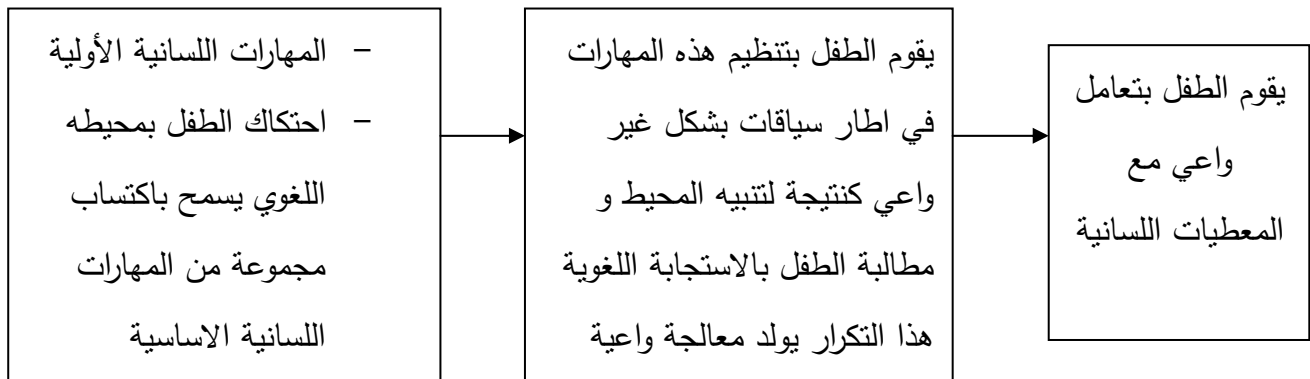 - المهارات اللسانية الأولية
- احتكاك الطفل بمحيطه
اللغوي يسمح باكتساب
مجموعة من المهارات
اللسانية الاساسية
يقوم الطفل بتنظيم هذه المهارات
في اطار سياقات بشكل غير
واعي كنتيجة لتنبيه المحيط و
مطالبة الطفل بالاستجابة اللغوية
هذا التكرار يولد معالجة واعية
يقوم الطفل بتعامل
واعي مع
المعطيات اللسانية